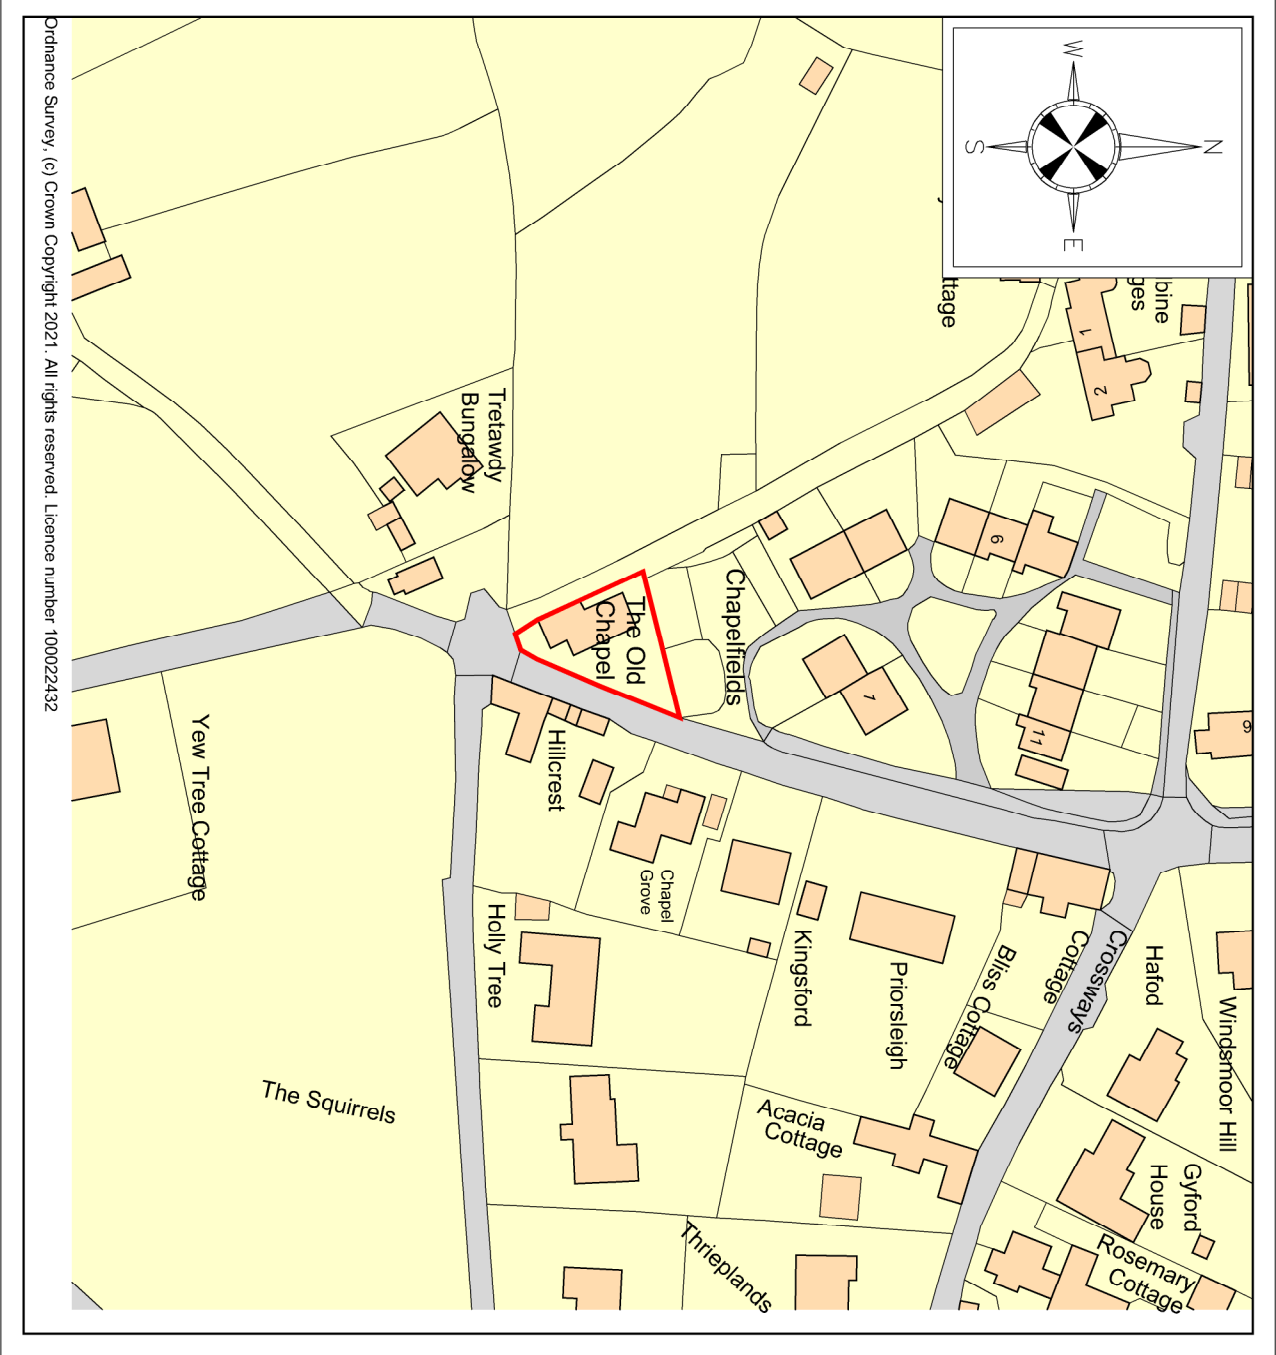 W
N
S
E
bine
ges
ttage
1
2
Tretawdy
Bungalow
6
The Old
Chapel
Chapelfields
1
11
9
Hillcrest
Yew Tree Cottage
Chapel
Grove
Holly Tree
Kingsford
Priorsleigh
Bliss Cottage
Crossways
Cottage
Hafod
Windsmoor Hill
The Squirrels
Acacia
Cottage
Gyford
House
Rosemary
Cottage
Thrieplands
Ordnance Survey, (c) Crown Copyright 2021. All rights reserved. Licence number 100022432